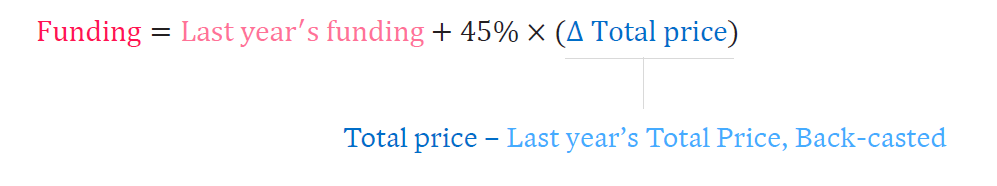 Funding = Last year′s funding + 45% × (Δ Total price)
Total price – Last year’s Total Price, Back-casted